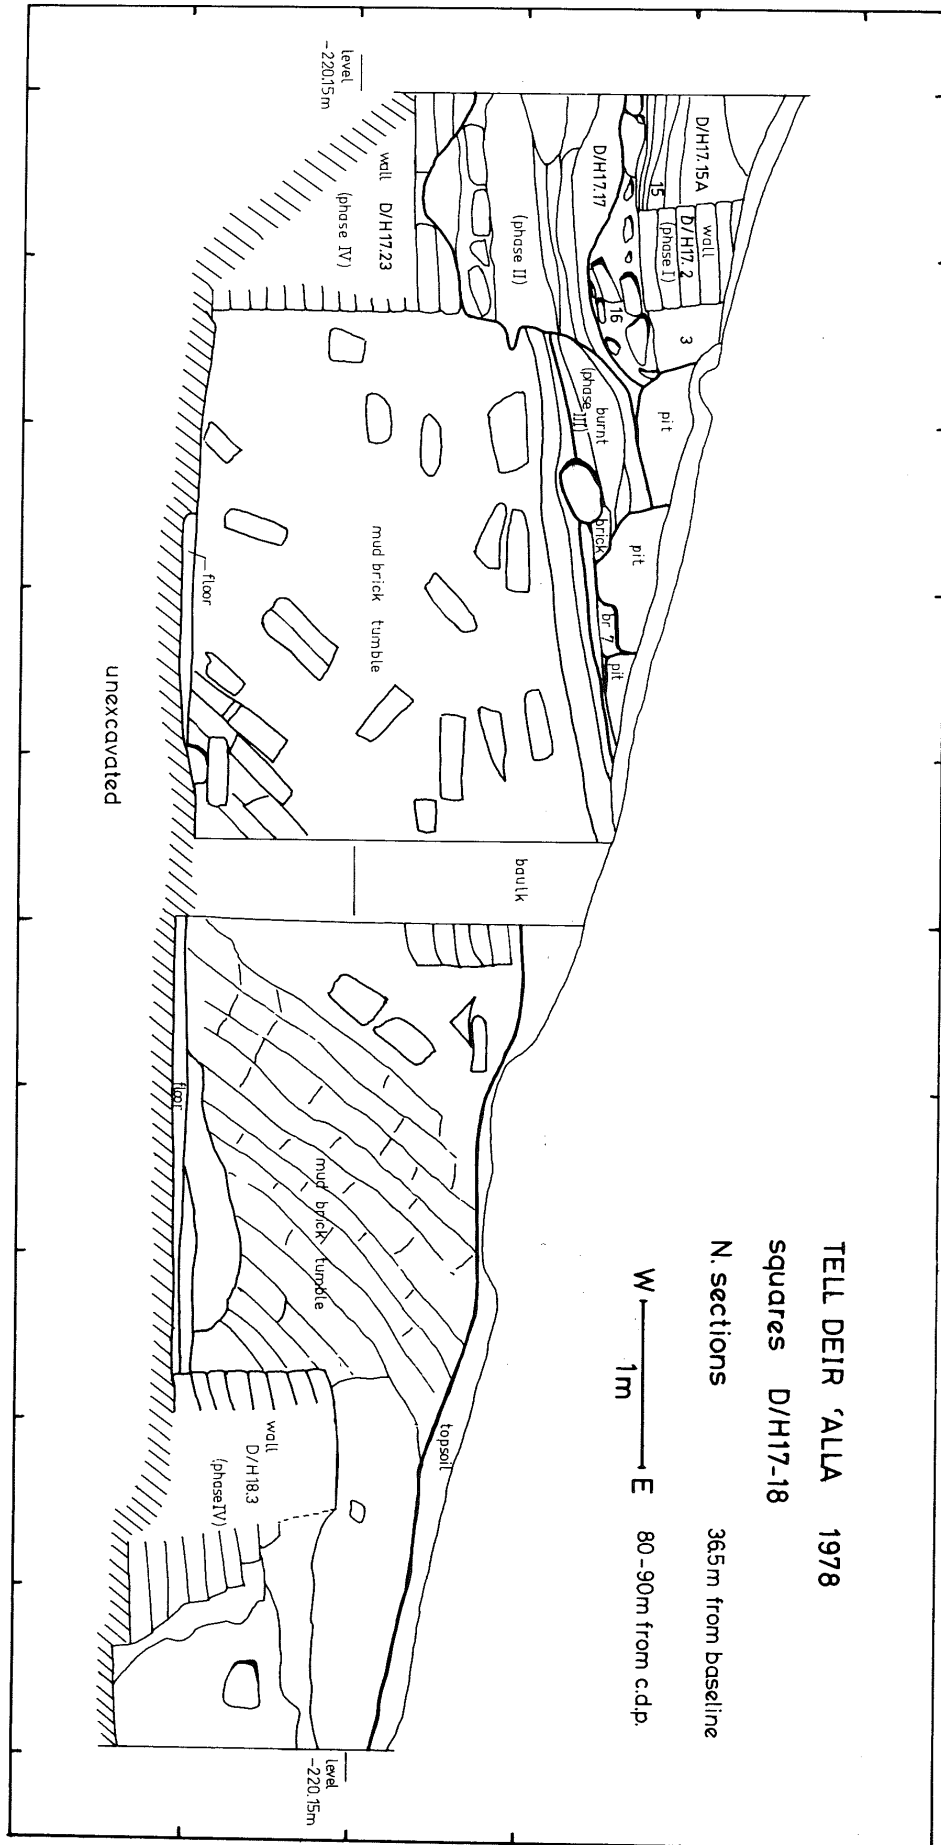 TELL DEIR ʿALLA 1978
squares D/H17-18
N. sections 36.5m from baseline
W E 80-90m from c.d.p.
1m
level
-220.15m
D/H17.15A
15
wall
D/H17.2
(phase I)
3
D/H17.17
16
(phase II)
wall D/H17.23
(phase IV)
pit
burnt
(phase III)
brick
pit
br 7
pit
mud brick tumble
floor
unexcavated
baulk
floor
mud brick tumble
topsoil
wall
D/H18.3
(phase IV)
level
-220.15m